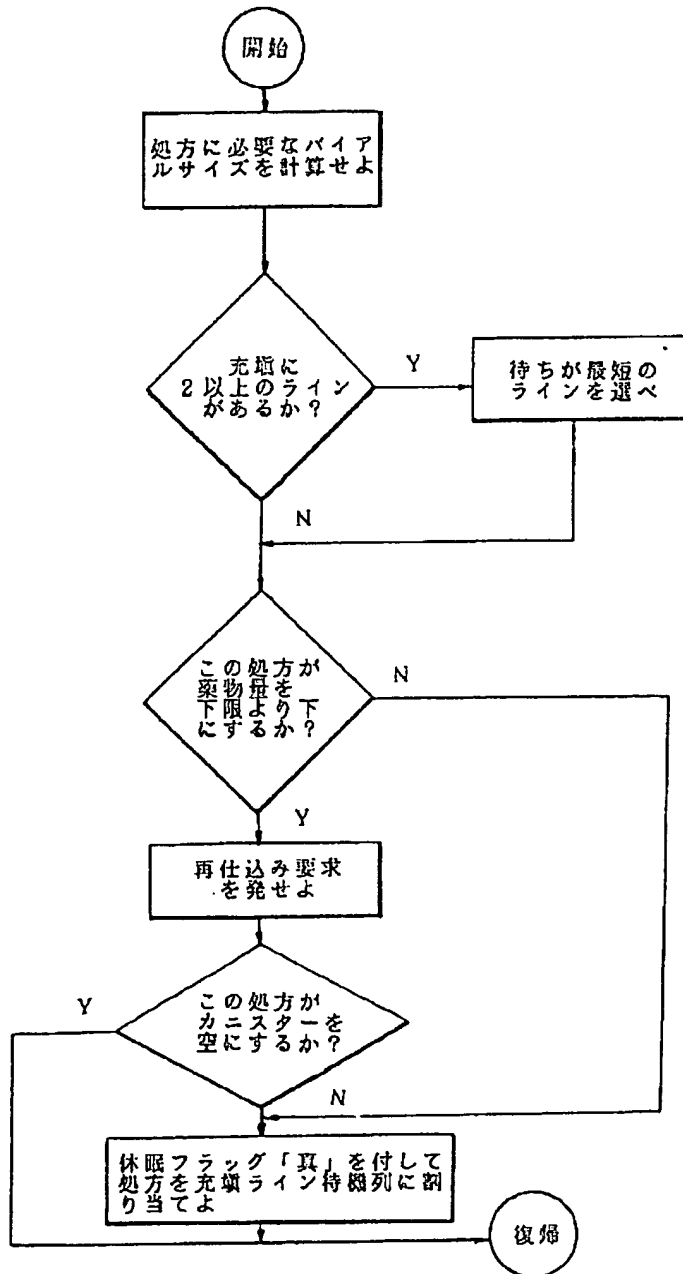 開始
処方に必要なバイア
ルサイズを計算せよ
充填に
2以上のライン
があるか?
Y
待ちが最短の
ラインを選べ
N
この処方が
薬物量を
下限より下
にするか?
N
Y
再仕込み要求
を発せよ
この処方が
カニスターを
空にするか?
Y
N
休眠フラッグ「真」を付して
処方を充填ライン待機列に割
り当てよ
復帰